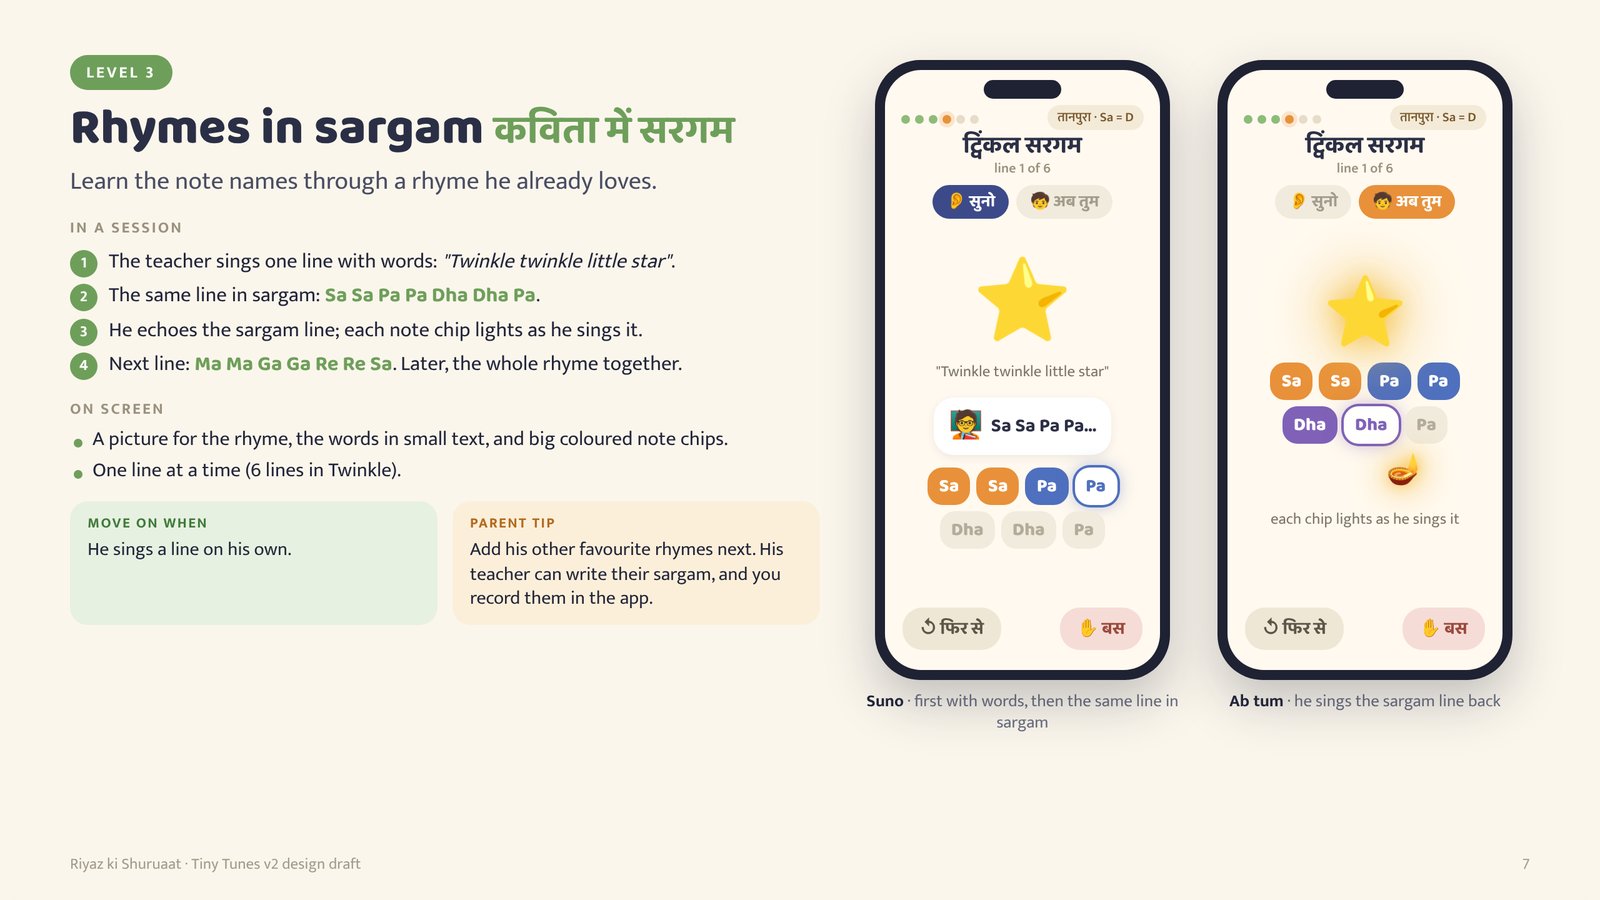 LEVEL 3
Rhymes in sargam कविता में सरगम
Learn the note names through a rhyme he already loves.
IN A SESSION
1 The teacher sings one line with words: "Twinkle twinkle little star".
2 The same line in sargam: Sa Sa Pa Pa Dha Dha Pa.
3 He echoes the sargam line; each note chip lights as he sings it.
4 Next line: Ma Ma Ga Ga Re Re Sa. Later, the whole rhyme together.
ON SCREEN
• A picture for the rhyme, the words in small text, and big coloured note chips.
• One line at a time (6 lines in Twinkle).
MOVE ON WHEN
He sings a line on his own.
PARENT TIP
Add his other favourite rhymes next. His
teacher can write their sargam, and you
record them in the app.
तानपुरा · Sa = D
ट्विंकल सरगम
line 1 of 6
सुनो अब तुम
"Twinkle twinkle little star"
Sa Sa Pa Pa...
Sa Sa Pa Pa
Dha Dha Pa
फिर से बस
Suno · first with words, then the same line in
sargam
तानपुरा · Sa = D
ट्विंकल सरगम
line 1 of 6
सुनो अब तुम
Sa Sa Pa Pa
Dha Dha Pa
each chip lights as he sings it
फिर से बस
Ab tum · he sings the sargam line back
Riyaz ki Shuruaat · Tiny Tunes v2 design draft
7